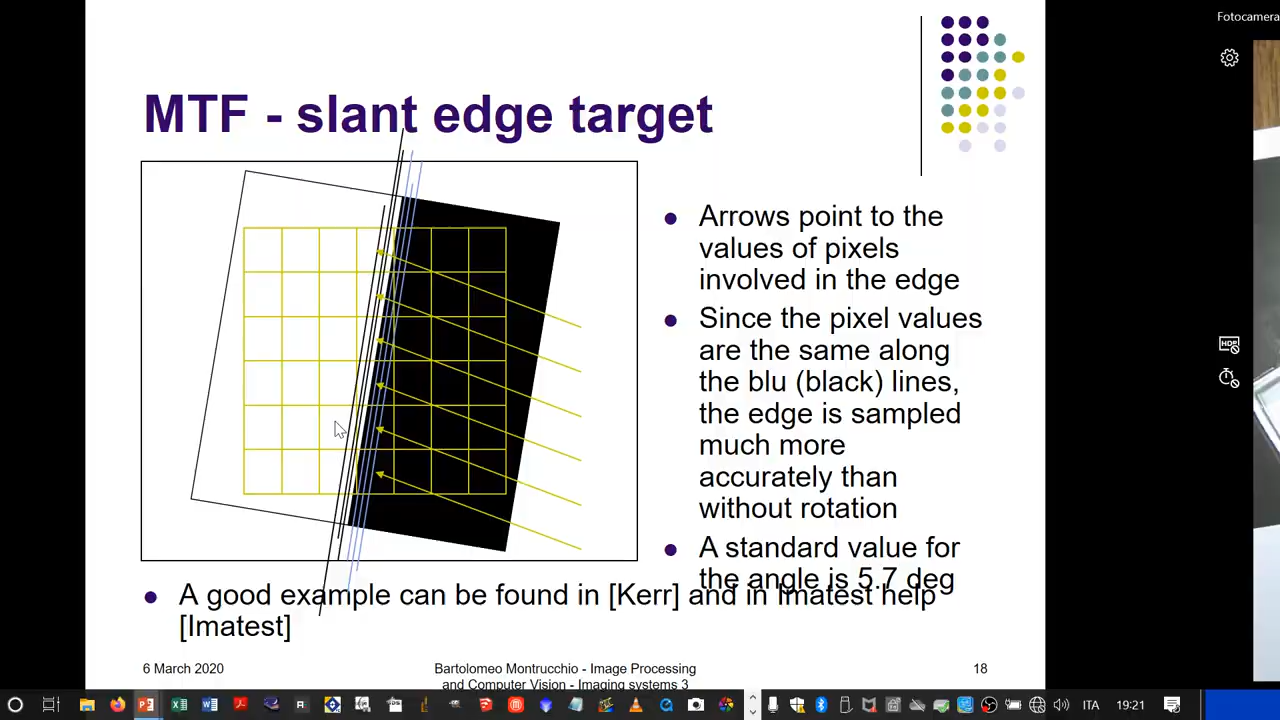 Fotocamera
MTF - slant edge target
Arrows point to the
values of pixels
involved in the edge
Since the pixel values
are the same along
the blu (black) lines,
the edge is sampled
much more
accurately than
without rotation
A standard value for
the angle is 5.7 deg
A good example can be found in [Kerr] and in Imatest help
[Imatest]
6 March 2020
Bartolomeo Montrucchio - Image Processing
and Computer Vision - Imaging systems 3
18
ITA
19:21